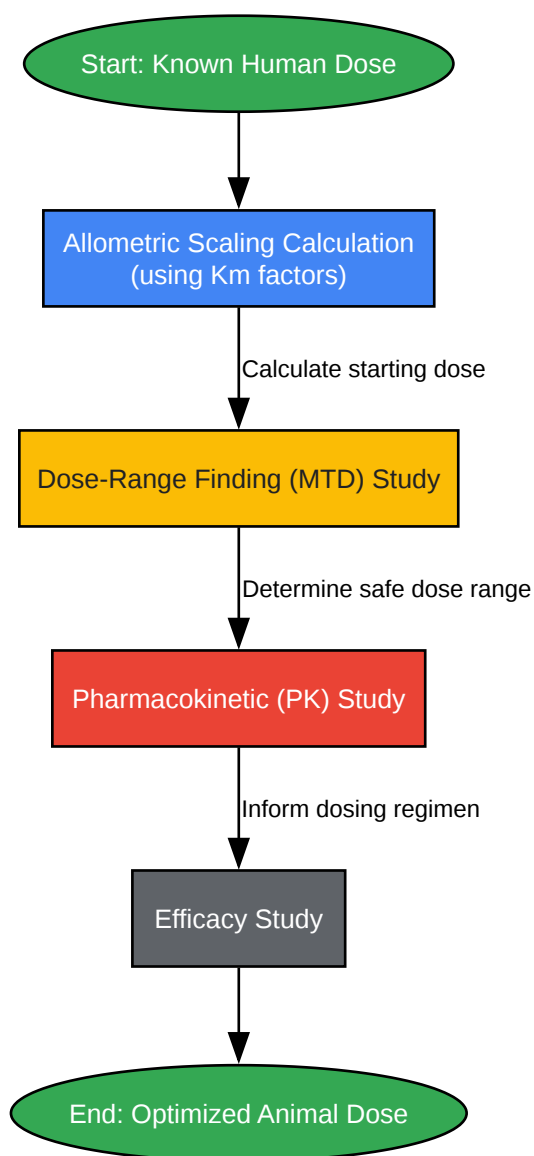 Start: Known Human Dose
Allometric Scaling Calculation
(using Km factors)
Calculate starting dose
Dose-Range Finding (MTD) Study
Determine safe dose range
Pharmacokinetic (PK) Study
Inform dosing regimen
Efficacy Study
End: Optimized Animal Dose